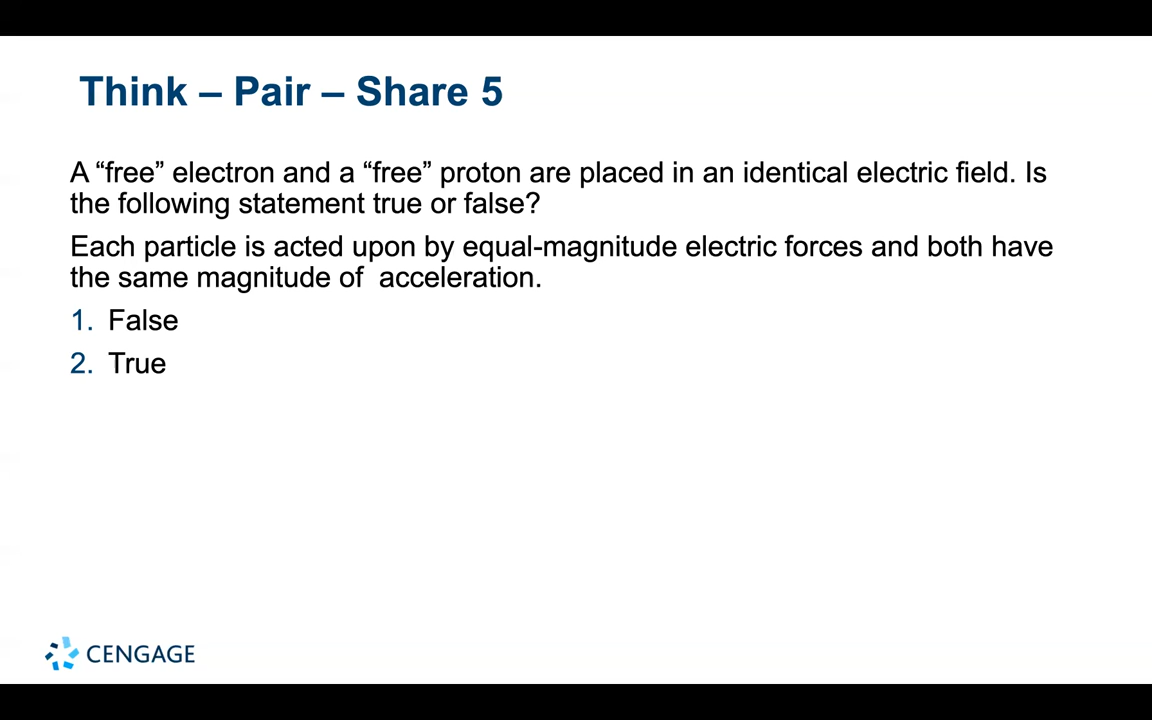 Think – Pair – Share 5
A “free” electron and a “free” proton are placed in an identical electric field. Is
the following statement true or false?
Each particle is acted upon by equal-magnitude electric forces and both have
the same magnitude of  acceleration.
1. False
2. True
CENGAGE